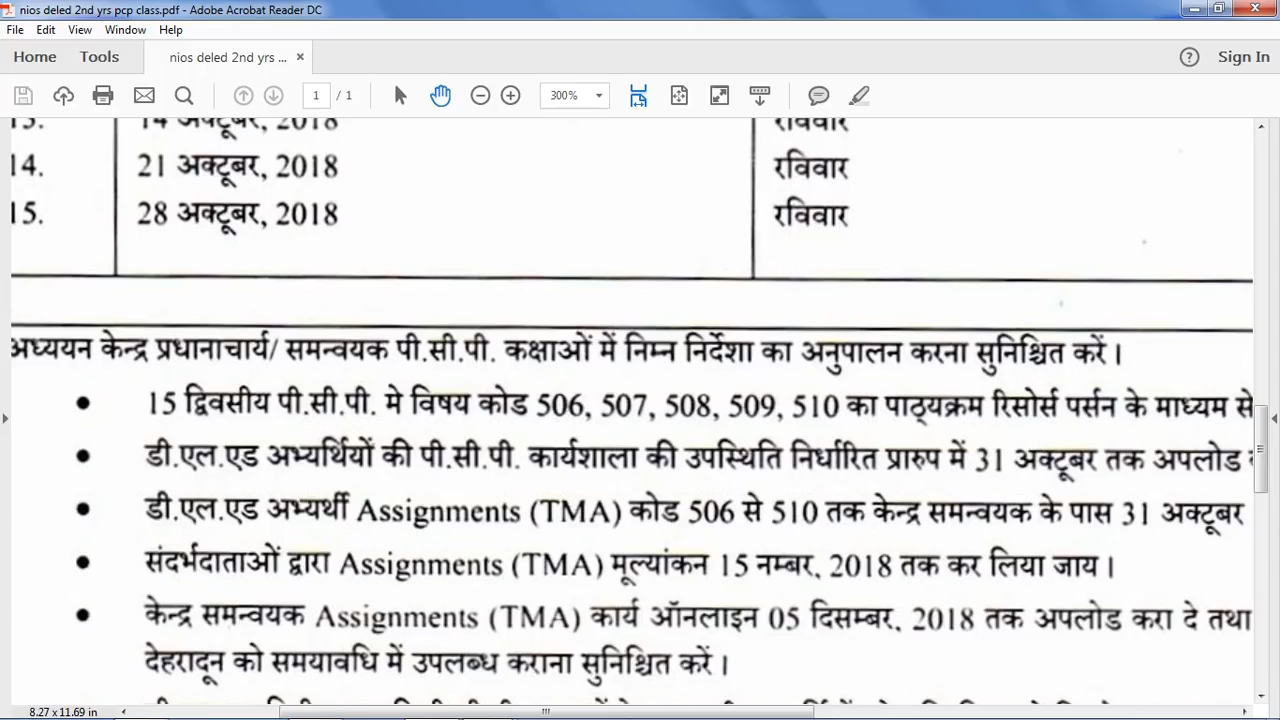 nios deled 2nd yrs pcp class.pdf - Adobe Acrobat Reader DC
File Edit View Window Help
Home Tools nios deled 2nd yrs ... × Sign In
1 / 1 300%
13. 14 अक्टूबर, 2018 रविवार
14. 21 अक्टूबर, 2018 रविवार
15. 28 अक्टूबर, 2018 रविवार
अध्ययन केन्द्र प्रधानाचार्य/ समन्वयक पी.सी.पी. कक्षाओं में निम्न निर्देशा का अनुपालन करना सुनिश्चित करें।
• 15 द्विवसीय पी.सी.पी. मे विषय कोड 506, 507, 508, 509, 510 का पाठ्यक्रम रिसोर्स पर्सन के माध्यम से
• डी.एल.एड अभ्यर्थियों की पी.सी.पी. कार्यशाला की उपस्थिति निर्धारित प्रारुप में 31 अक्टूबर तक अपलोड
• डी.एल.एड अभ्यर्थी Assignments (TMA) कोड 506 से 510 तक केन्द्र समन्वयक के पास 31 अक्टूबर
• संदर्भदाताओं द्वारा Assignments (TMA) मूल्यांकन 15 नम्बर, 2018 तक कर लिया जाय।
• केन्द्र समन्वयक Assignments (TMA) कार्य ऑनलाइन 05 दिसम्बर, 2018 तक अपलोड करा दे तथा
देहरादून को समयावधि में उपलब्ध कराना सुनिश्चित करें।
8.27 x 11.69 in